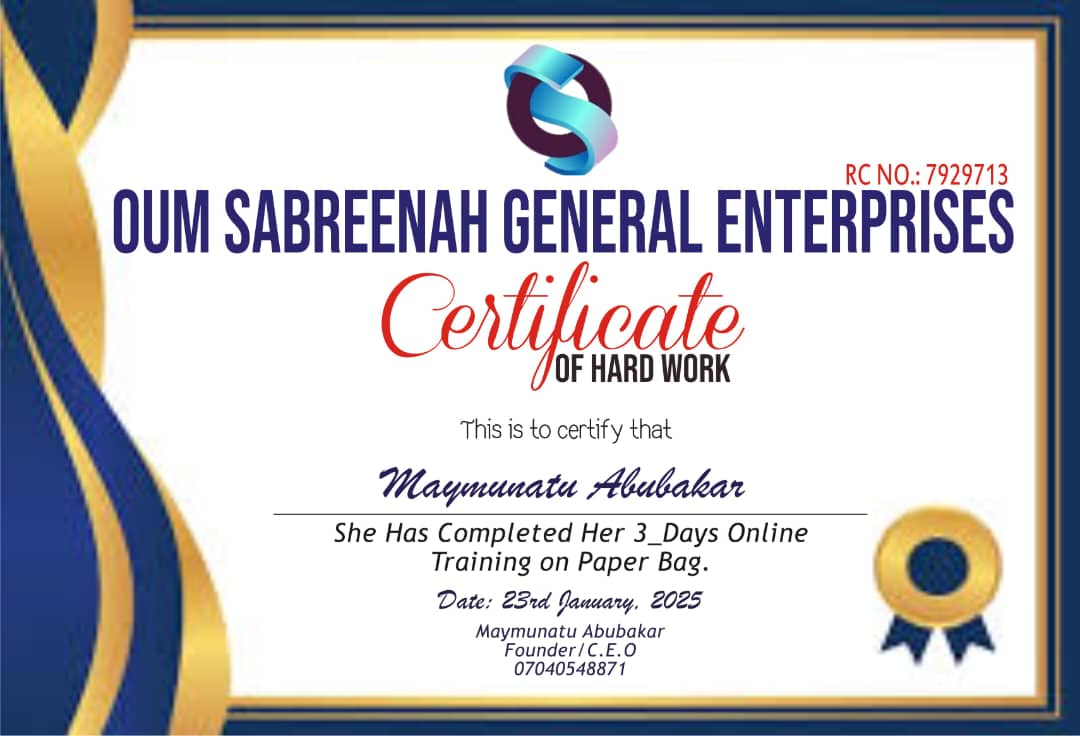 RC NO.: 7929713
OUM SABREENAH GENERAL ENTERPRISES
Certificate
OF HARD WORK
This is to certify that
Maymunatu Abubakar
She Has Completed Her 3_Days Online
Training on Paper Bag.
Date: 23rd January, 2025
Maymunatu Abubakar
Founder/C.E.O
07040548871